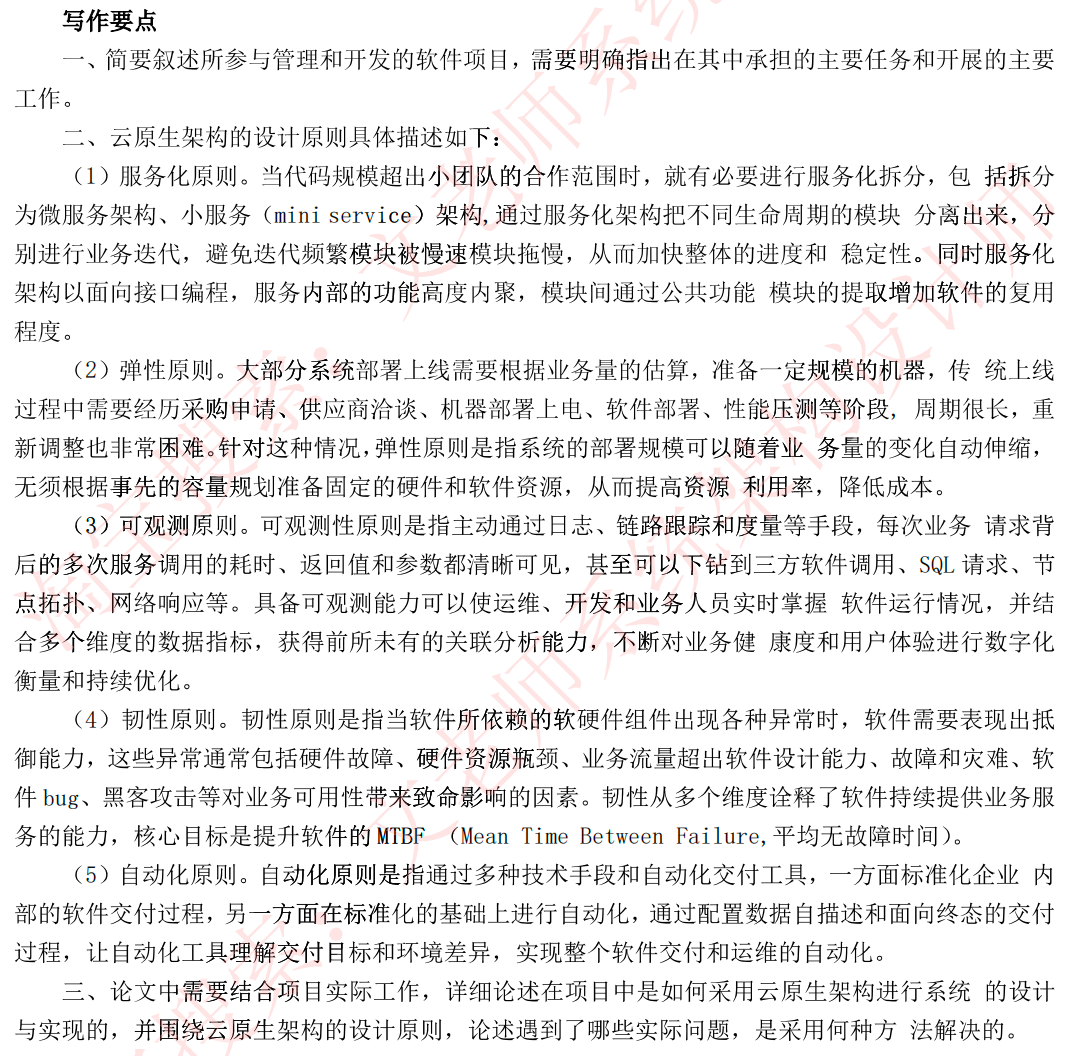 写作要点
一、简要叙述所参与管理和开发的软件项目，需要明确指出在其中承担的主要任务和开展的主要
工作。
二、云原生架构的设计原则具体描述如下：
（1）服务化原则。当代码规模超出小团队的合作范围时，就有必要进行服务化拆分，包 括拆分
为微服务架构、小服务（mini service）架构,通过服务化架构把不同生命周期的模块 分离出来，分
别进行业务迭代，避免迭代频繁模块被慢速模块拖慢，从而加快整体的进度和 稳定性。同时服务化
架构以面向接口编程，服务内部的功能高度内聚，模块间通过公共功能 模块的提取增加软件的复用
程度。
（2）弹性原则。大部分系统部署上线需要根据业务量的估算，准备一定规模的机器，传 统上线
过程中需要经历采购申请、供应商洽谈、机器部署上电、软件部署、性能压测等阶段, 周期很长，重
新调整也非常困难。针对这种情况，弹性原则是指系统的部署规模可以随着业 务量的变化自动伸缩，
无须根据事先的容量规划准备固定的硬件和软件资源，从而提高资源 利用率，降低成本。
（3）可观测原则。可观测性原则是指主动通过日志、链路跟踪和度量等手段，每次业务 请求背
后的多次服务调用的耗时、返回值和参数都清晰可见，甚至可以下钻到三方软件调用、SQL 请求、节
点拓扑、网络响应等。具备可观测能力可以使运维、开发和业务人员实时掌握 软件运行情况，并结
合多个维度的数据指标，获得前所未有的关联分析能力，不断对业务健 康度和用户体验进行数字化
衡量和持续优化。
（4）韧性原则。韧性原则是指当软件所依赖的软硬件组件出现各种异常时，软件需要表现出抵
御能力，这些异常通常包括硬件故障、硬件资源瓶颈、业务流量超出软件设计能力、故障和灾难、软
件 bug、黑客攻击等对业务可用性带来致命影响的因素。韧性从多个维度诠释了软件持续提供业务服
务的能力，核心目标是提升软件的 MTBF （Mean Time Between Failure,平均无故障时间）。
（5）自动化原则。自动化原则是指通过多种技术手段和自动化交付工具，一方面标准化企业 内
部的软件交付过程，另一方面在标准化的基础上进行自动化，通过配置数据自描述和面向终态的交付
过程，让自动化工具理解交付目标和环境差异，实现整个软件交付和运维的自动化。
三、论文中需要结合项目实际工作，详细论述在项目中是如何采用云原生架构进行系统 的设计
与实现的，并围绕云原生架构的设计原则，论述遇到了哪些实际问题，是采用何种方 法解决的。
淘宝搜索：
文老师系统架构设计师
文老师系统
搜索：